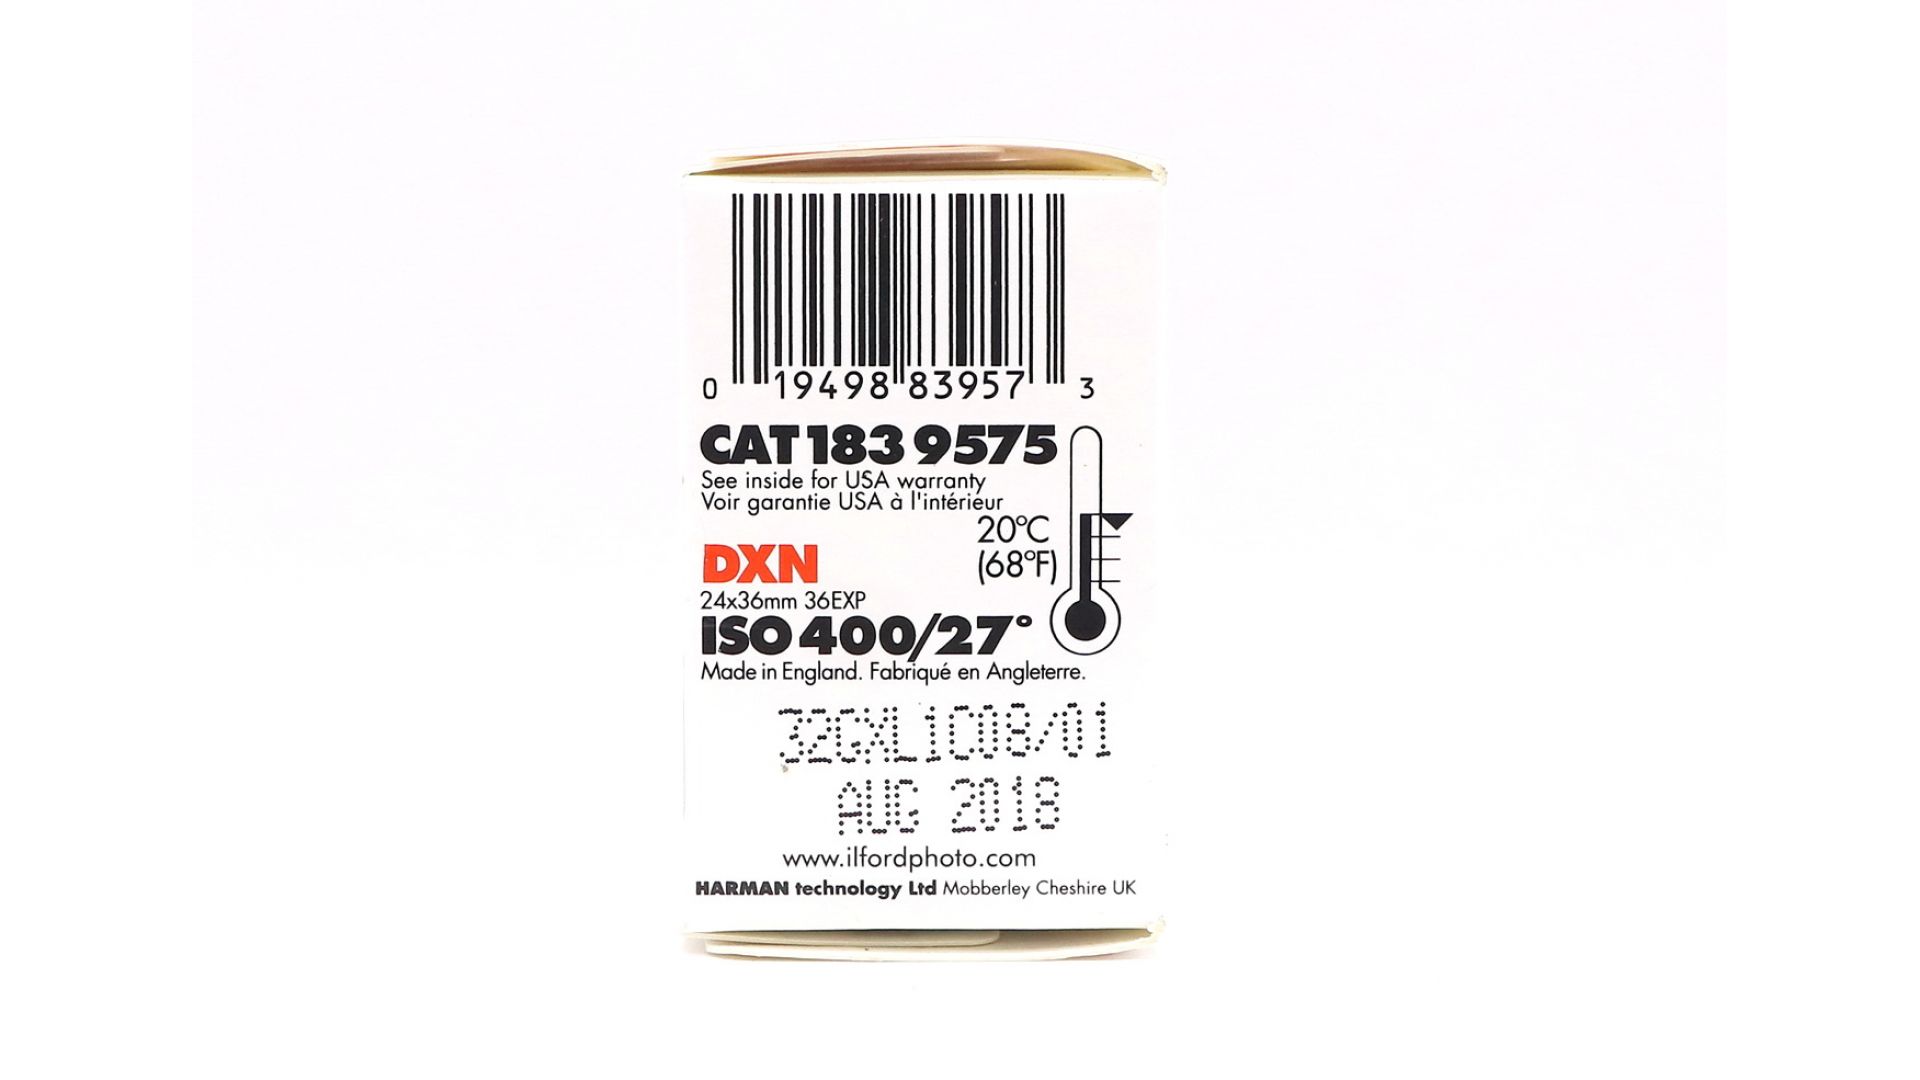 0 19498 83957 3
CAT 183 9575
See inside for USA warranty
Voir garantie USA à l'intérieur
20°C
(68°F)
DXN
24x36mm 36EXP
ISO 400/27°
Made in England. Fabriqué en Angleterre.
32GXL1C08/01
AUG 2018
www.ilfordphoto.com
HARMAN technology Ltd Mobberley Cheshire UK